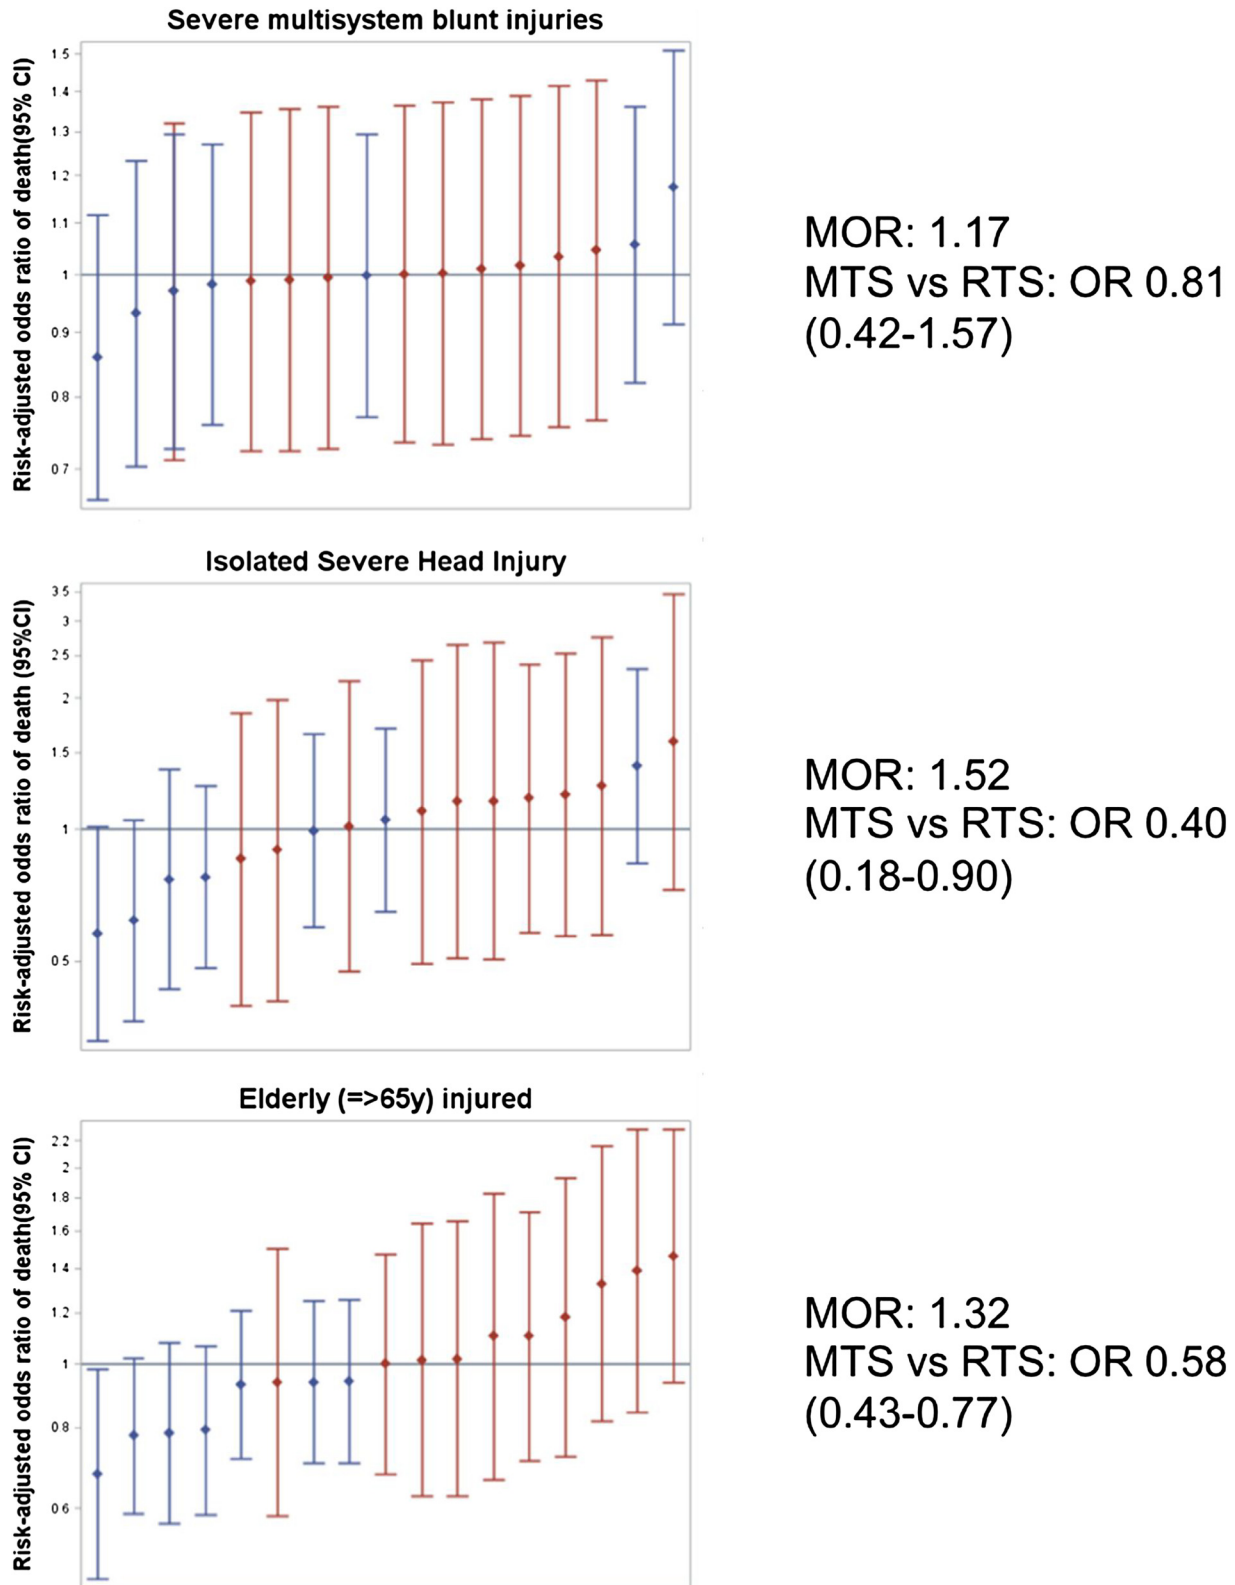 Severe multisystem blunt injuries
Risk-adjusted odds ratio of death(95% CI)
1 5
1 4
1 3
1 2
1.1
1
0.9
0 8
0 7
MOR: 1.17
MTS vs RTS: OR 0.81
(0.42-1.57)
Isolated Severe Head Injury
Risk-adjusted odds ratio of death (95%CI)
3 5
3
2 5
2
1 5
1
0 5
MOR: 1.52
MTS vs RTS: OR 0.40
(0.18-0.90)
Elderly (=>65y) injured
Risk-adjusted odds ratio of death(95% CI)
2 2
2
1.8
1 6
1 4
1 2
1
0.8
0 6
MOR: 1.32
MTS vs RTS: OR 0.58
(0.43-0.77)